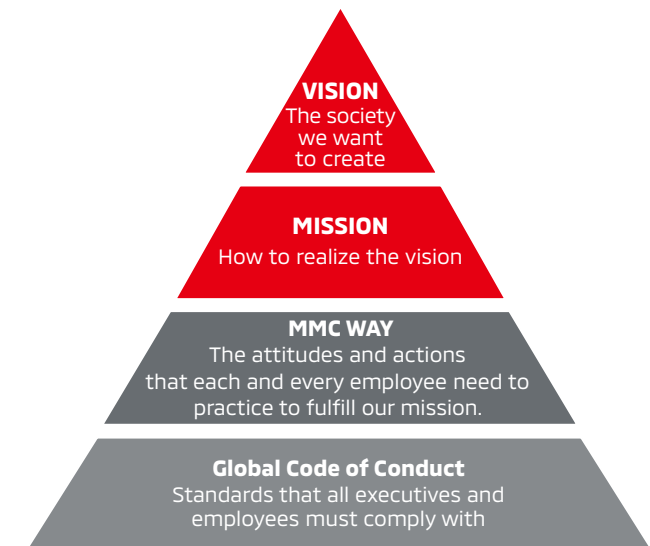 VISION
The society
we want
to create
MISSION
How to realize the vision
MMC WAY
The attitudes and actions
that each and every employee need to
practice to fulfill our mission.
Global Code of Conduct
Standards that all executives and
employees must comply with